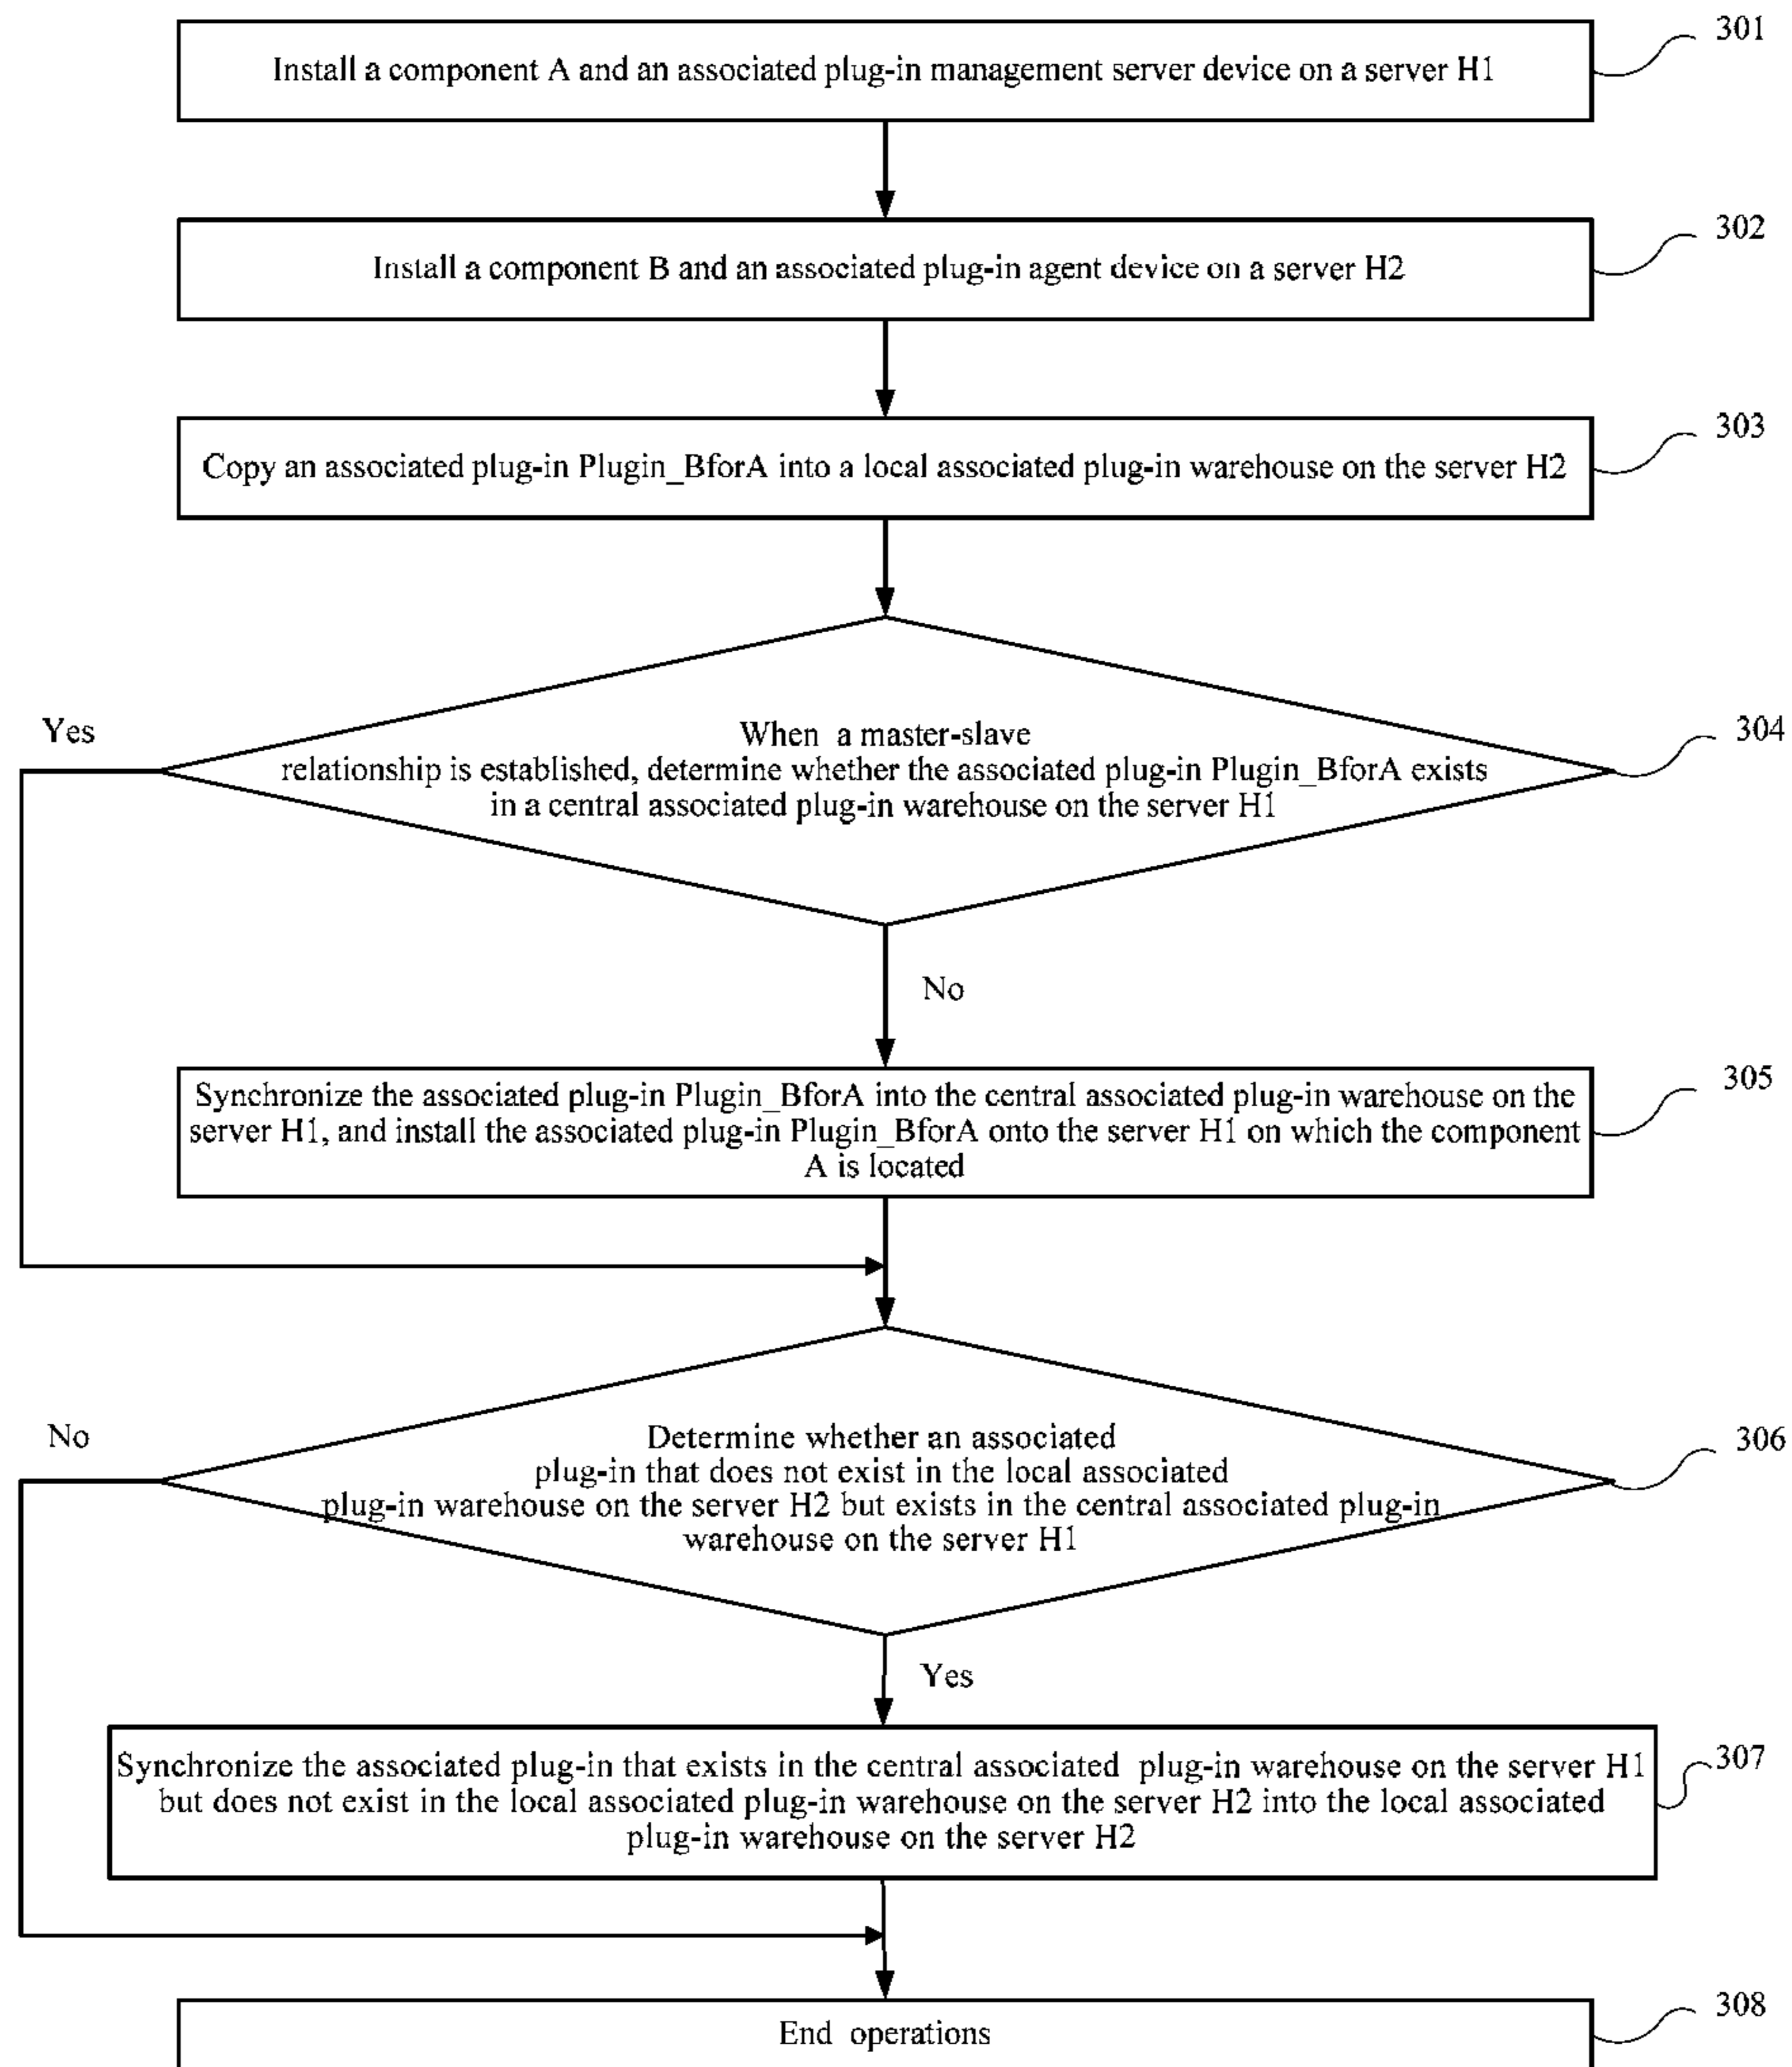 301
Install a component A and an associated plug-in management server device on a server H1
302
Install a component B and an associated plug-in agent device on a server H2
303
Copy an associated plug-in Plugin_BforA into a local associated plug-in warehouse on the server H2
Yes
304
When a master-slave
relationship is established, determine whether the associated plug-in Plugin_BforA exists
in a central associated plug-in warehouse on the server H1
No
305
Synchronize the associated plug-in Plugin_BforA into the central associated plug-in warehouse on the
server H1, and install the associated plug-in Plugin_BforA onto the server H1 on which the component
A is located
No
306
Determine whether an associated
plug-in that does not exist in the local associated
plug-in warehouse on the server H2 but exists in the central associated plug-in
warehouse on the server H1
Yes
307
Synchronize the associated plug-in that exists in the central associated plug-in warehouse on the server H1
but does not exist in the local associated plug-in warehouse on the server H2 into the local associated
plug-in warehouse on the server H2
308
End operations